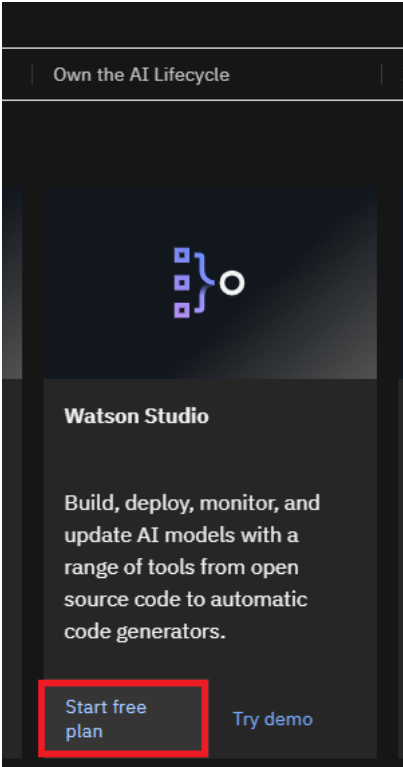 Own the AI Lifecycle
Watson Studio
Build, deploy, monitor, and
update AI models with a
range of tools from open
source code to automatic
code generators.
Start free
plan
Try demo